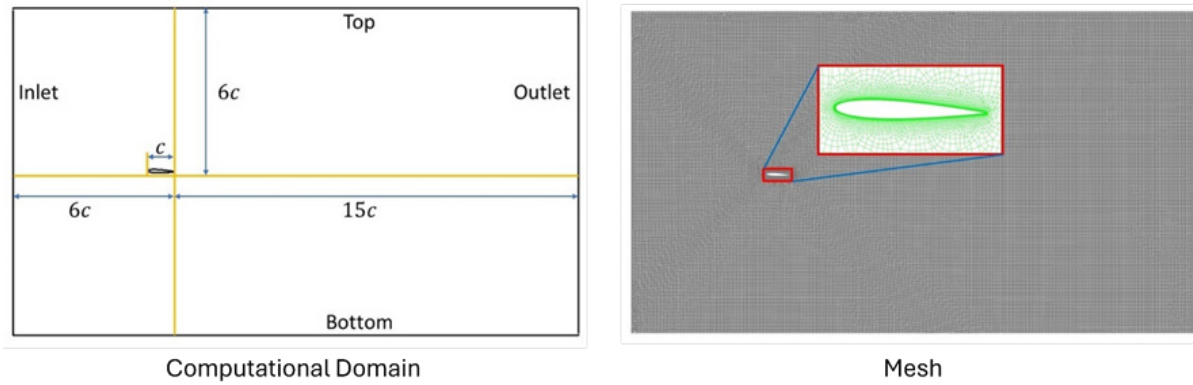 Top
Inlet
6c
Outlet
c
6c
15c
Bottom
Computational Domain
Mesh